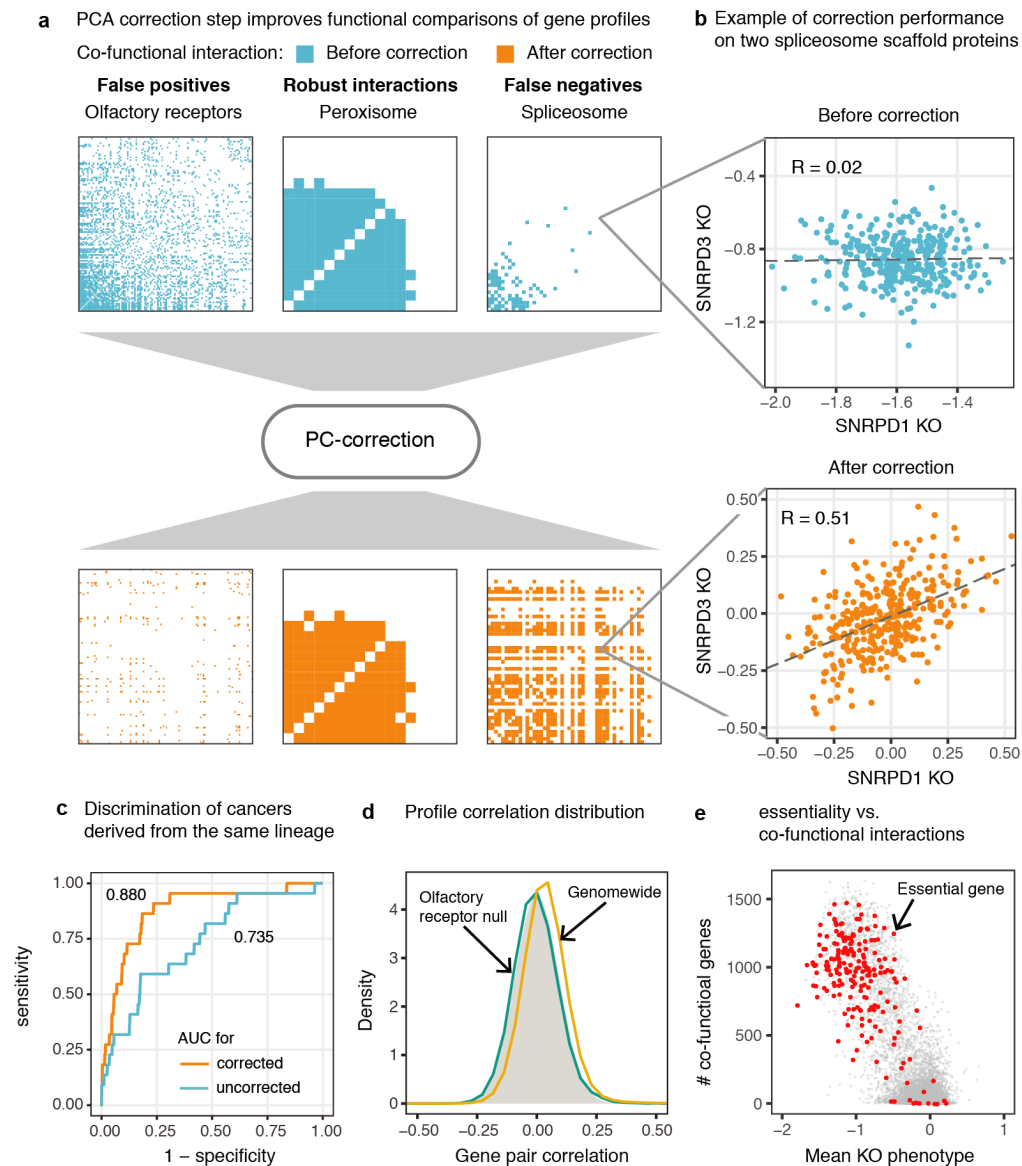 a PCA correction step improves functional comparisons of gene profiles
Co-functional interaction: Before correction After correction
False positives Robust interactions False negatives
Olfactory receptors Peroxisome Spliceosome
PC-correction
b Example of correction performance
on two spliceosome scaffold proteins
Before correction
R = 0.02
SNRPD3 KO
−0.4
−0.8
−1.2
−2.0 −1.8 −1.6 −1.4
SNRPD1 KO
After correction
R = 0.51
SNRPD3 KO
0.50
0.25
0.00
−0.25
−0.50
−0.50 −0.25 0.00 0.25 0.50
SNRPD1 KO
c Discrimination of cancers
derived from the same lineage
sensitivity
1.00
0.75
0.50
0.25
0.00
0.880
0.735
AUC for
corrected
uncorrected
0.00 0.25 0.50 0.75 1.00
1 − specificity
d Profile correlation distribution
Density
4
3
2
1
0
Olfactory
receptor null
Genomewide
−0.50 −0.25 0.00 0.25 0.50
Gene pair correlation
e essentiality vs.
co-functional interactions
# co-functioal genes
1500
1000
500
0
Essential gene
−2 −1 0 1
Mean KO phenotype